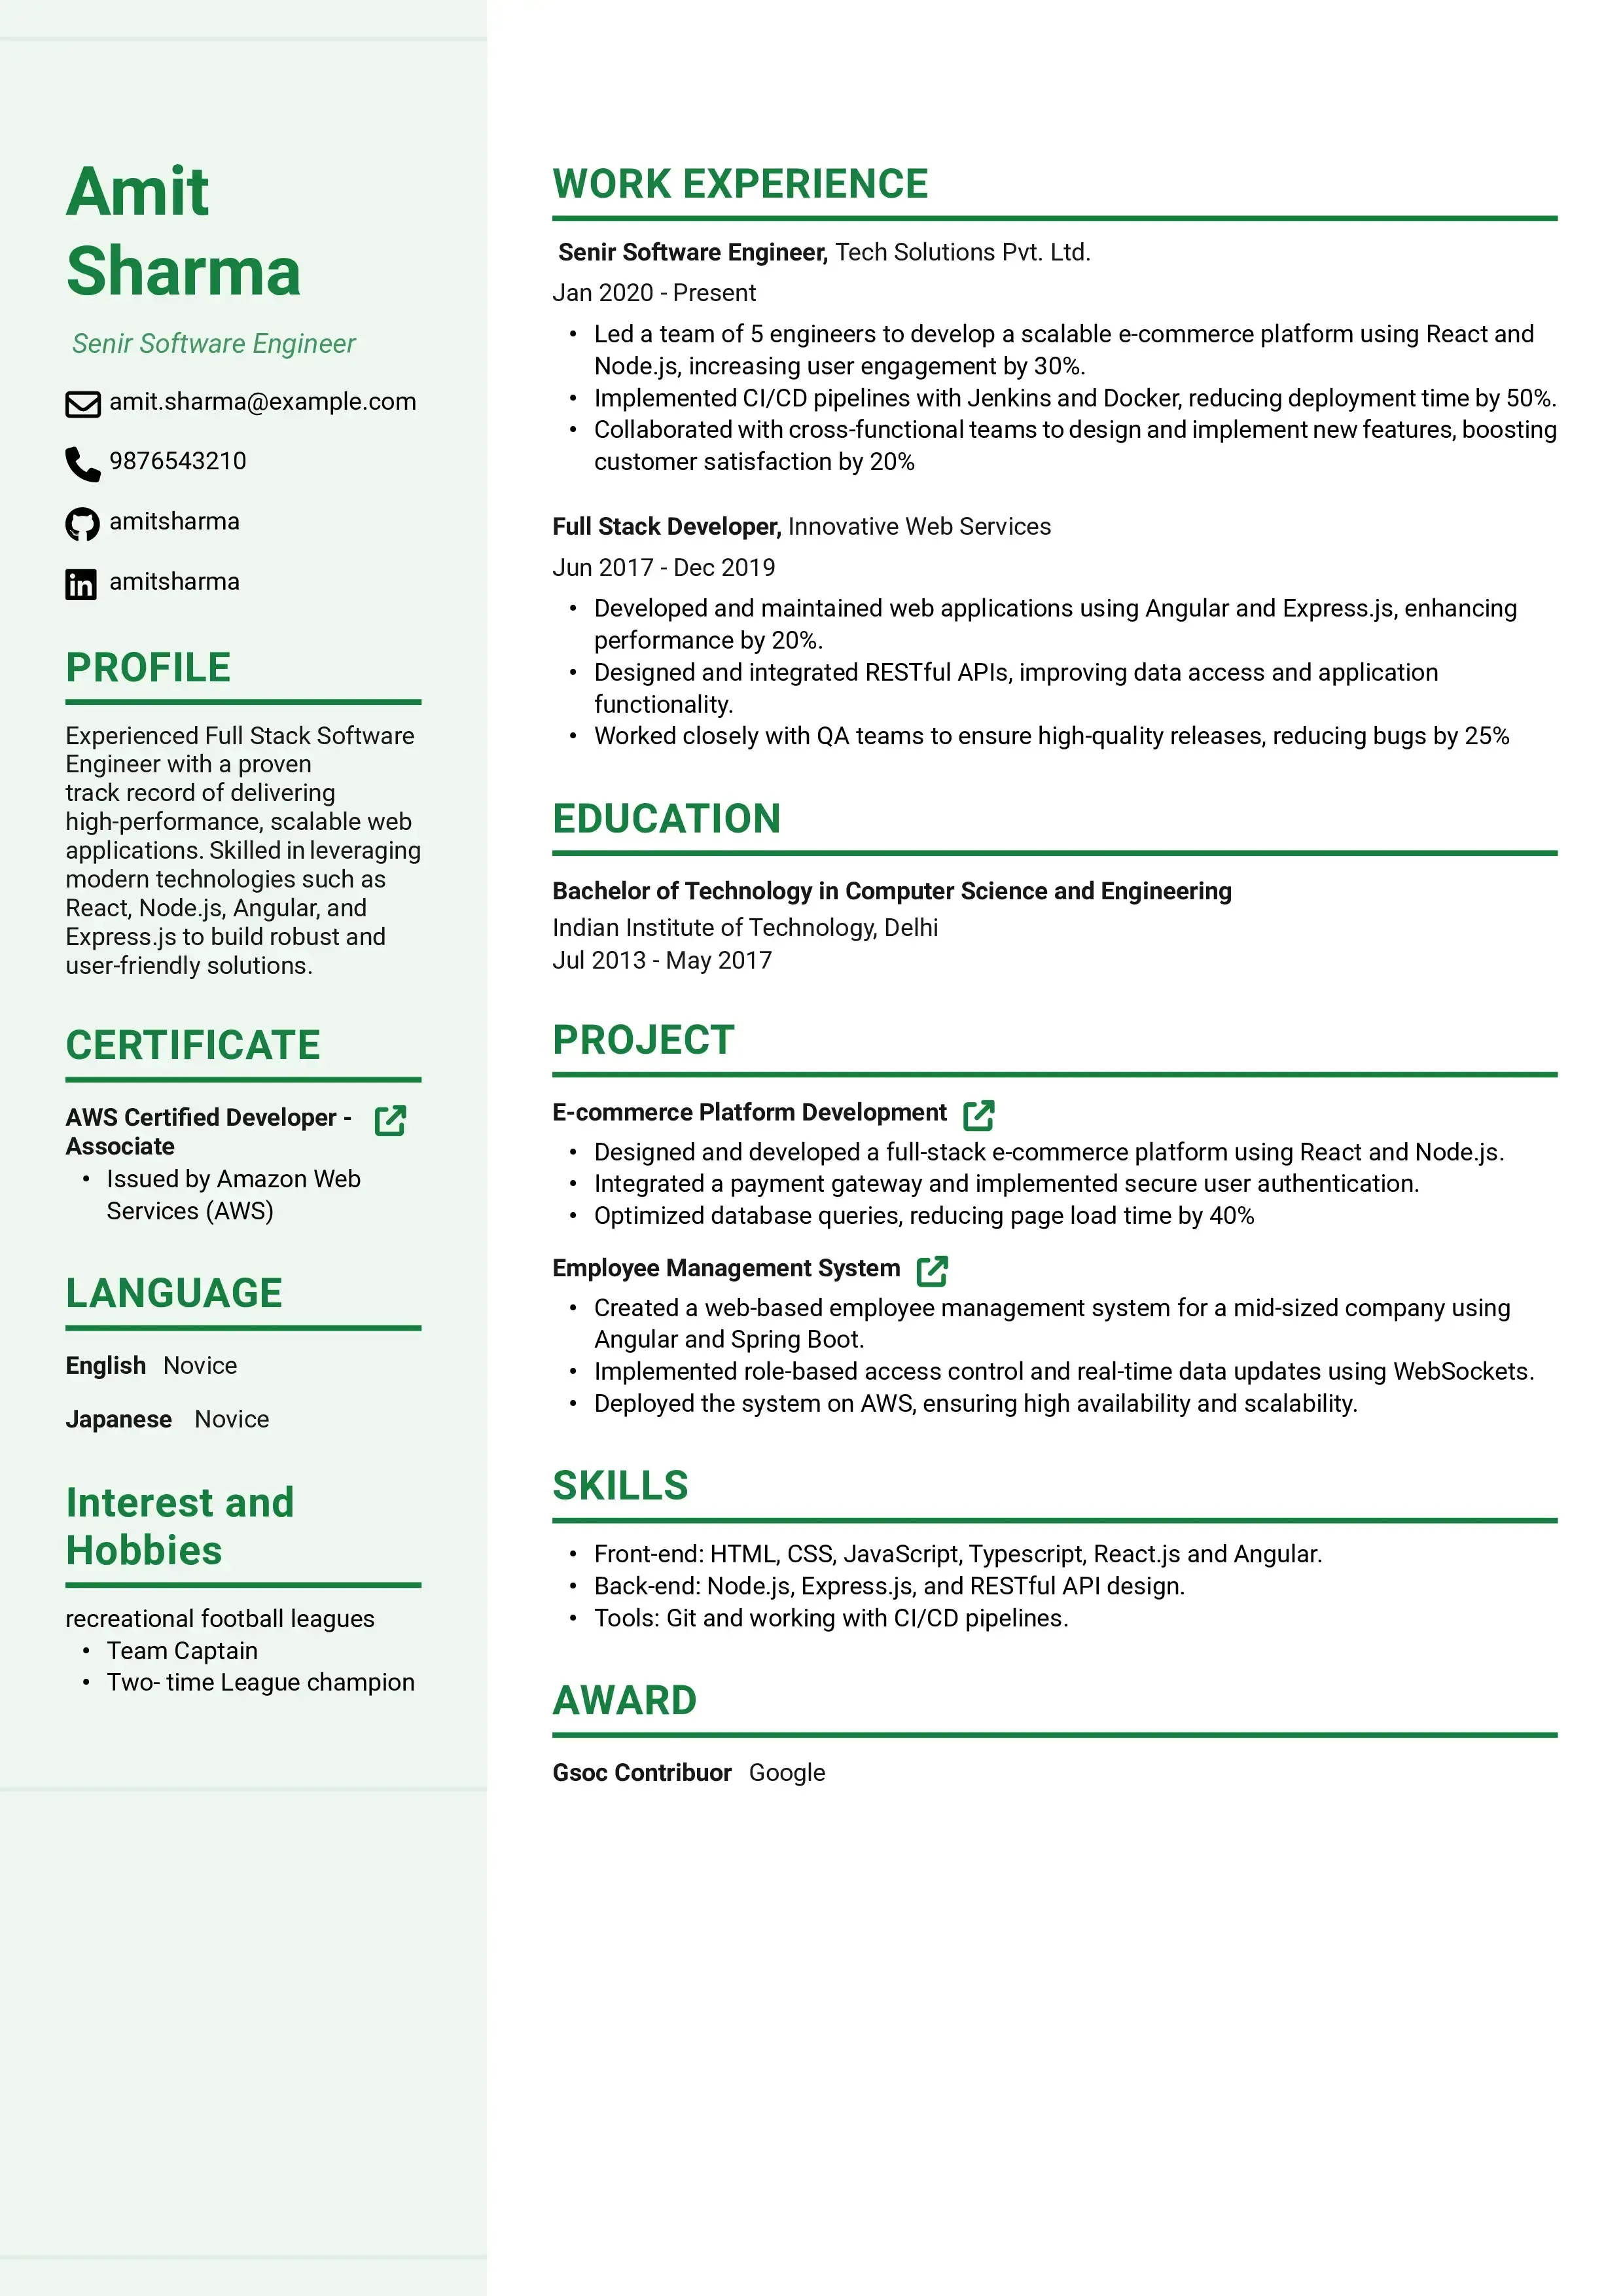 Amit
Sharma
Senir Software Engineer
amit.sharma@example.com
9876543210
amitsharma
amitsharma
PROFILE
Experienced Full Stack Software
Engineer with a proven
track record of delivering
high-performance, scalable web
applications. Skilled in leveraging
modern technologies such as
React, Node.js, Angular, and
Express.js to build robust and
user-friendly solutions.
CERTIFICATE
AWS Certified Developer -
Associate
• Issued by Amazon Web
Services (AWS)
LANGUAGE
English Novice
Japanese Novice
Interest and
Hobbies
recreational football leagues
• Team Captain
• Two- time League champion
WORK EXPERIENCE
Senir Software Engineer, Tech Solutions Pvt. Ltd.
Jan 2020 - Present
• Led a team of 5 engineers to develop a scalable e-commerce platform using React and
Node.js, increasing user engagement by 30%.
• Implemented CI/CD pipelines with Jenkins and Docker, reducing deployment time by 50%.
• Collaborated with cross-functional teams to design and implement new features, boosting
customer satisfaction by 20%
Full Stack Developer, Innovative Web Services
Jun 2017 - Dec 2019
• Developed and maintained web applications using Angular and Express.js, enhancing
performance by 20%.
• Designed and integrated RESTful APIs, improving data access and application
functionality.
• Worked closely with QA teams to ensure high-quality releases, reducing bugs by 25%
EDUCATION
Bachelor of Technology in Computer Science and Engineering
Indian Institute of Technology, Delhi
Jul 2013 - May 2017
PROJECT
E-commerce Platform Development
• Designed and developed a full-stack e-commerce platform using React and Node.js.
• Integrated a payment gateway and implemented secure user authentication.
• Optimized database queries, reducing page load time by 40%
Employee Management System
• Created a web-based employee management system for a mid-sized company using
Angular and Spring Boot.
• Implemented role-based access control and real-time data updates using WebSockets.
• Deployed the system on AWS, ensuring high availability and scalability.
SKILLS
• Front-end: HTML, CSS, JavaScript, Typescript, React.js and Angular.
• Back-end: Node.js, Express.js, and RESTful API design.
• Tools: Git and working with CI/CD pipelines.
AWARD
Gsoc Contribuor Google